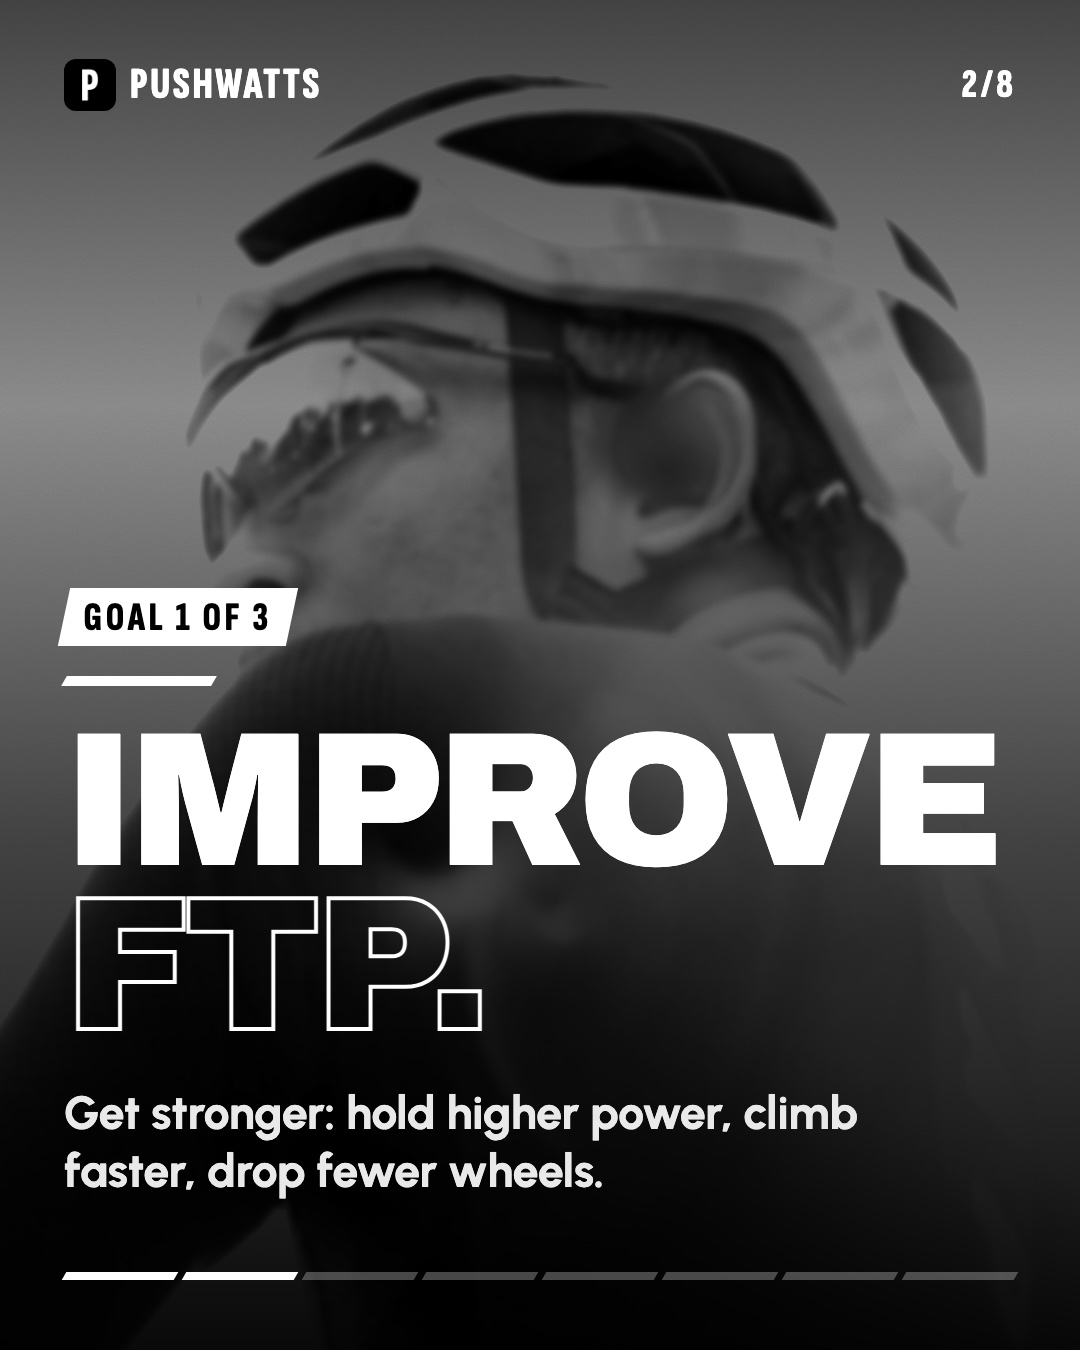 P PUSHWATTS
2/8
GOAL 1 OF 3
IMPROVE
FTP.
Get stronger: hold higher power, climb
faster, drop fewer wheels.